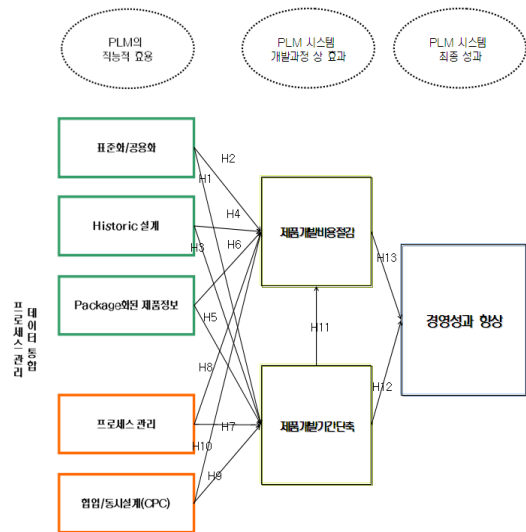 PLM의
직능적 효용
PLM 시스템
개발과정 상 효과
PLM 시스템
최종 성과
표준화/공용화
H2
H1
Historic 설계
H4
H3
H6
제품개발비용절감
H13
Package화된 제품정보
H5
데이터 통합
프로세스 관리
경영성과 향상
H11
H8
H12
프로세스 관리
H7
제품개발기간단축
H10
H9
협업/동시설계(CPC)